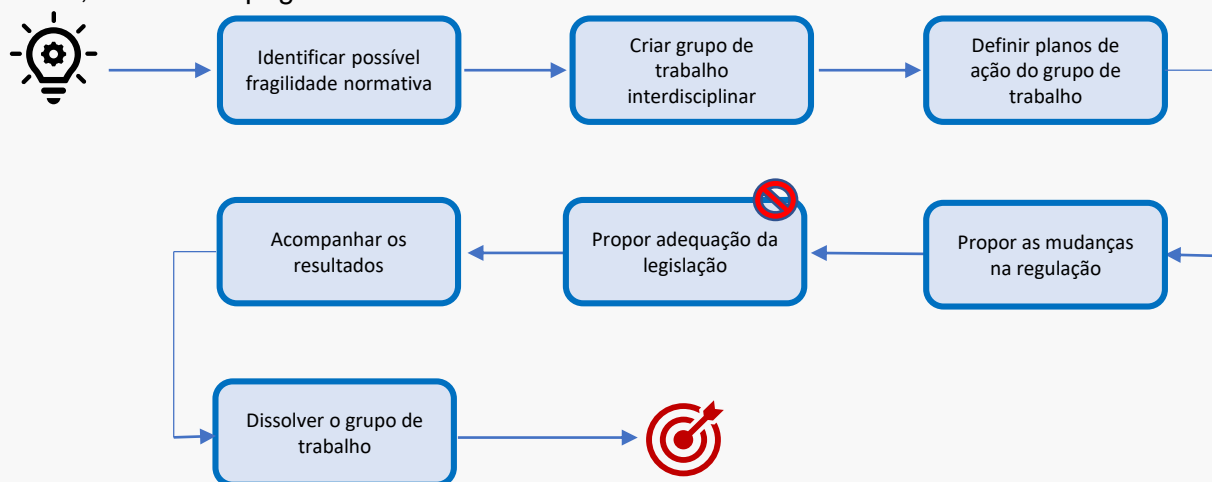 Identificar possível
fragilidade normativa
Criar grupo de
trabalho
interdisciplinar
Definir planos de
ação do grupo de
trabalho
Propor as mudanças
na regulação
Propor adequação da
legislação
Acompanhar os
resultados
Dissolver o grupo de
trabalho